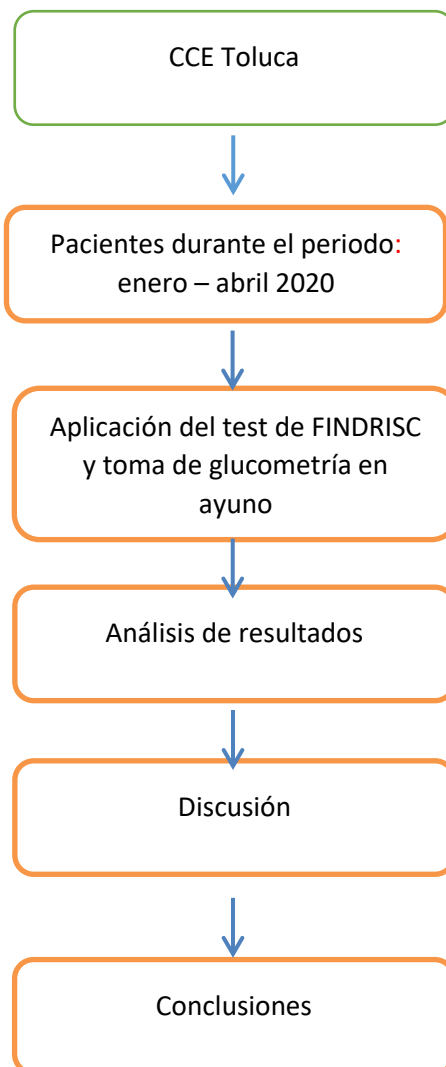 CCE Toluca
Pacientes durante el periodo:
enero – abril 2020
Aplicación del test de FINDRISC
y toma de glucometría en
ayuno
Análisis de resultados
Discusión
Conclusiones